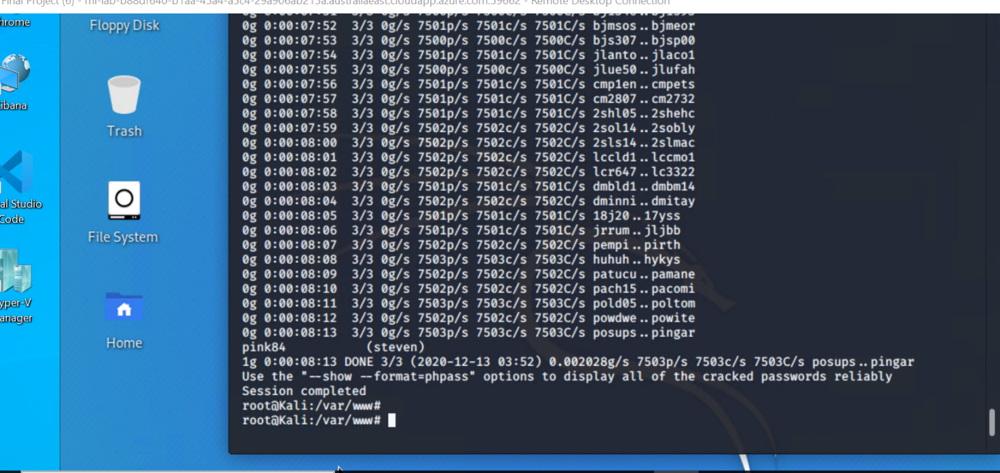 Final Project (6) - ml-lab-b88df640-b1aa-45a4-a5c4-29a906ab215a.australiaeast.cloudapp.azure.com:59662 - Remote Desktop Connection
hrome
ibana
al Studio
Code
yper-V
anager
Floppy Disk
Trash
File System
Home
0g 0:00:07:52 3/3 0g/s 7501p/s 7501c/s 7501C/s bjmsos..bjmeor
0g 0:00:07:53 3/3 0g/s 7500p/s 7500c/s 7500C/s bjs307..bjsp00
0g 0:00:07:54 3/3 0g/s 7501p/s 7501c/s 7501C/s jlanto..jlaco1
0g 0:00:07:55 3/3 0g/s 7500p/s 7500c/s 7500C/s jlue50..jlufah
0g 0:00:07:56 3/3 0g/s 7501p/s 7501c/s 7501C/s cmp1en..cmpets
0g 0:00:07:57 3/3 0g/s 7501p/s 7501c/s 7501C/s cm2807..cm2732
0g 0:00:07:58 3/3 0g/s 7501p/s 7501c/s 7501C/s 2shl05..2shehc
0g 0:00:07:59 3/3 0g/s 7502p/s 7502c/s 7502C/s 2sol14..2sobly
0g 0:00:08:00 3/3 0g/s 7502p/s 7502c/s 7502C/s 2sls14..2slmac
0g 0:00:08:01 3/3 0g/s 7502p/s 7502c/s 7502C/s lccld1..lccmo1
0g 0:00:08:02 3/3 0g/s 7502p/s 7502c/s 7502C/s lcr647..lc3322
0g 0:00:08:03 3/3 0g/s 7501p/s 7501c/s 7501C/s dmbld1..dmbm14
0g 0:00:08:04 3/3 0g/s 7502p/s 7502c/s 7502C/s dminni..dmitay
0g 0:00:08:05 3/3 0g/s 7501p/s 7501c/s 7501C/s 18j20..17yss
0g 0:00:08:06 3/3 0g/s 7501p/s 7501c/s 7501C/s jrrum..jljbb
0g 0:00:08:07 3/3 0g/s 7502p/s 7502c/s 7502C/s pempi..pirth
0g 0:00:08:08 3/3 0g/s 7503p/s 7503c/s 7503C/s huhuh..hykys
0g 0:00:08:09 3/3 0g/s 7502p/s 7502c/s 7502C/s patucu..pamane
0g 0:00:08:10 3/3 0g/s 7502p/s 7502c/s 7502C/s pach15..pacomi
0g 0:00:08:11 3/3 0g/s 7503p/s 7503c/s 7503C/s pold05..poltom
0g 0:00:08:12 3/3 0g/s 7502p/s 7502c/s 7502C/s powdwe..powite
0g 0:00:08:13 3/3 0g/s 7503p/s 7503c/s 7503C/s posups..pingar
pink84 (steven)
1g 0:00:08:13 DONE 3/3 (2020-12-13 03:52) 0.002028g/s 7503p/s 7503c/s 7503C/s posups..pingar
Use the "--show --format=phpass" options to display all of the cracked passwords reliably
Session completed
root@Kali:/var/www#
root@Kali:/var/www#